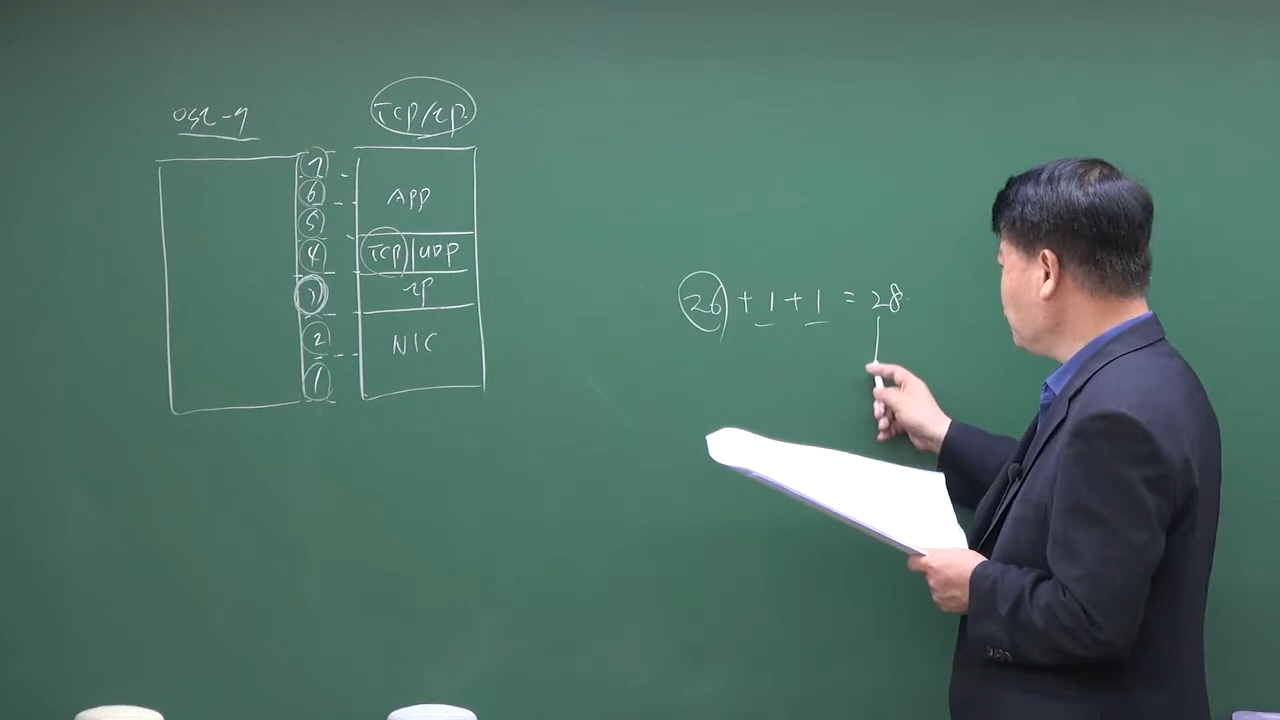 OSI-7
TCP/IP
7
6
5
4
3
2
1
APP
TCP | UDP
IP
NIC
26 + 1 + 1 = 28